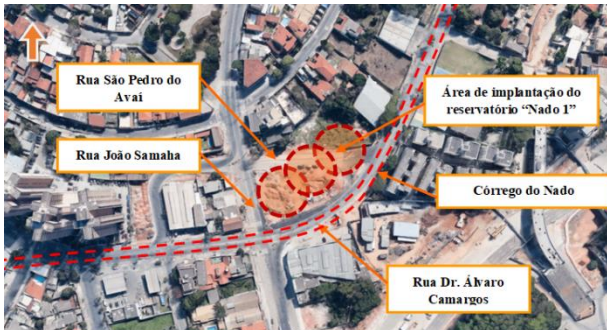 Rua São Pedro do
Avaí
Área de implantação do
reservatório “Nado 1”
Rua João Samaha
Córrego do Nado
Rua Dr. Álvaro
Camargos